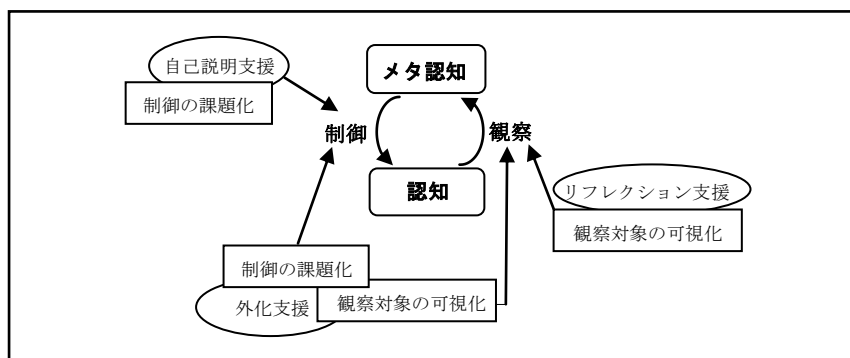 自己説明支援
制御の課題化
メタ認知
制御
観察
認知
リフレクション支援
観察対象の可視化
制御の課題化
外化支援
観察対象の可視化